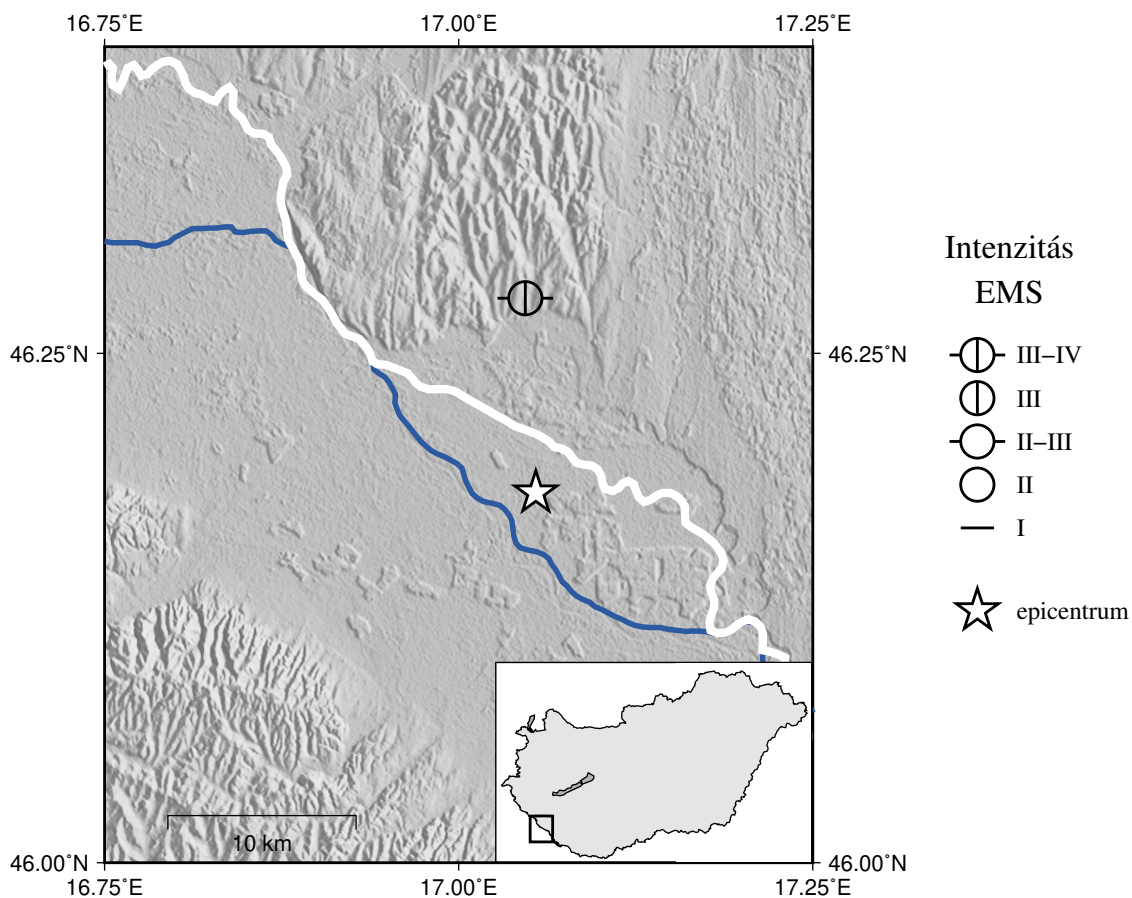 16.75˚E 17.00˚E 17.25˚E
46.25˚N 46.25˚N
46.00˚N 46.00˚N
16.75˚E 17.00˚E 17.25˚E
10 km
Intenzitás
EMS
III−IV
III
II−III
II
I
epicentrum